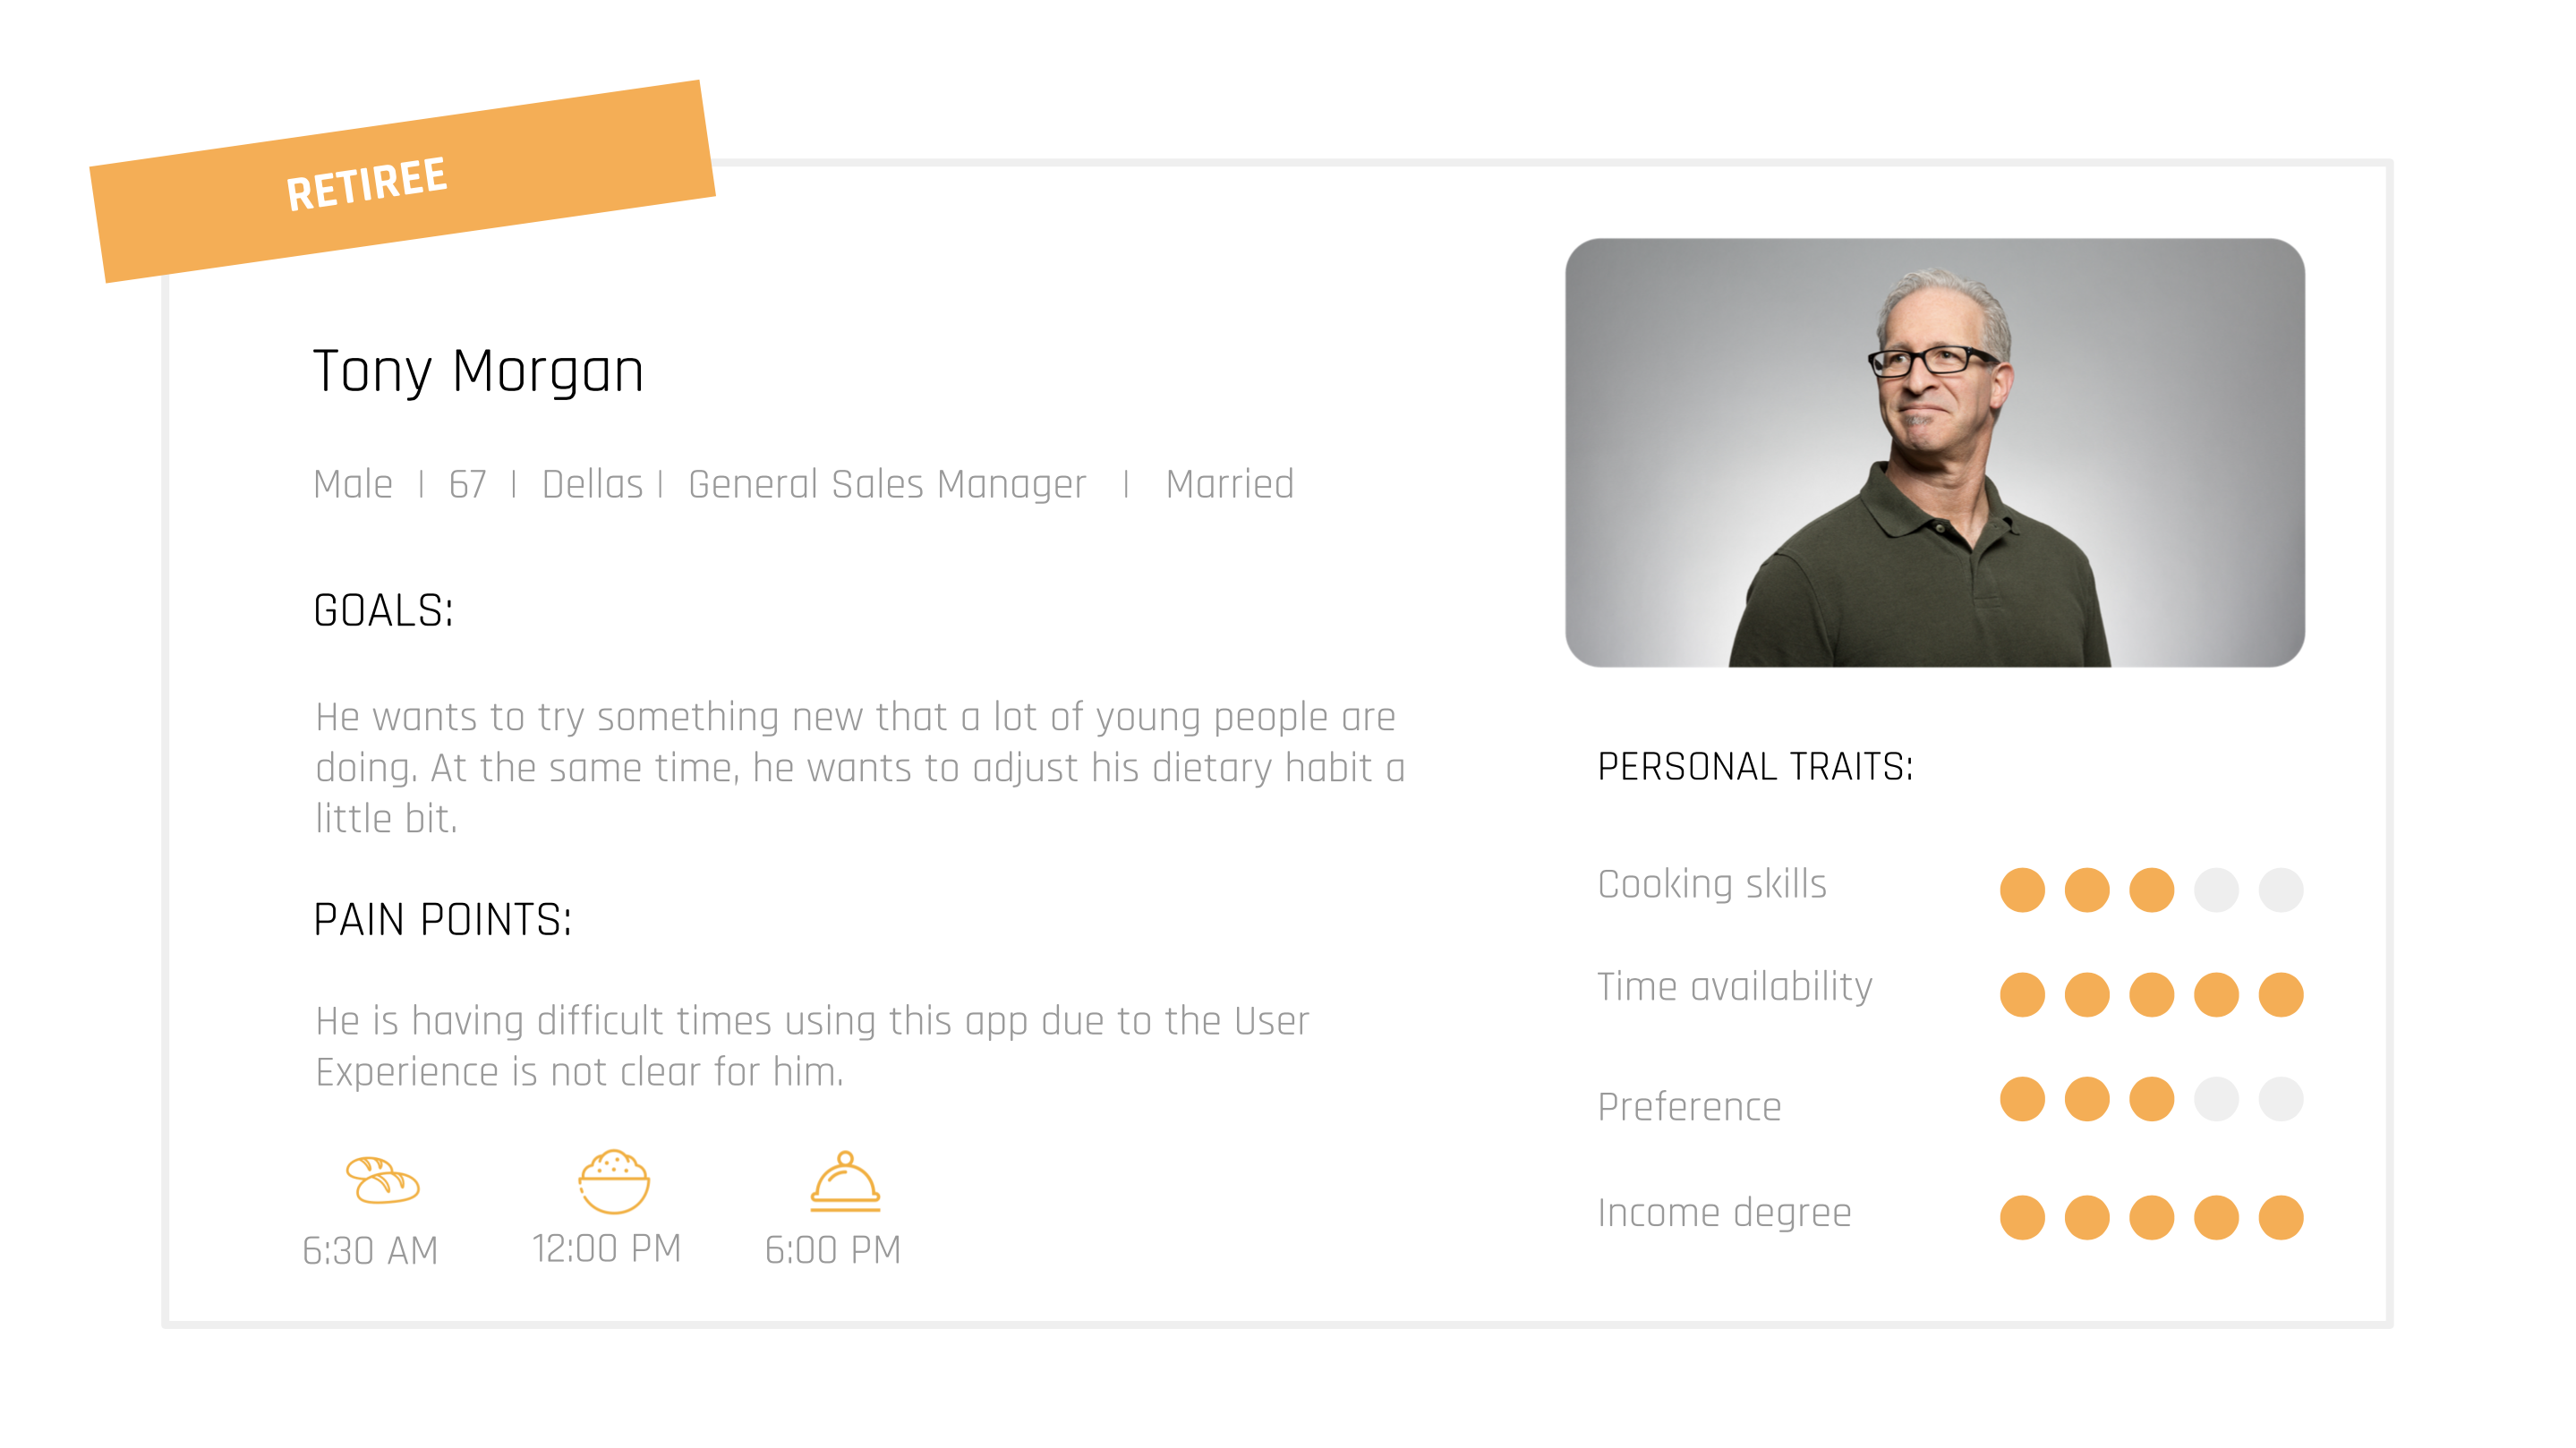 RETIREE
Tony Morgan
Male | 67 | Dellas | General Sales Manager | Married
GOALS:
He wants to try something new that a lot of young people are
doing. At the same time, he wants to adjust his dietary habit a
little bit.
PAIN POINTS:
He is having difficult times using this app due to the User
Experience is not clear for him.
6:30 AM
12:00 PM
6:00 PM
PERSONAL TRAITS:
Cooking skills
Time availability
Preference
Income degree